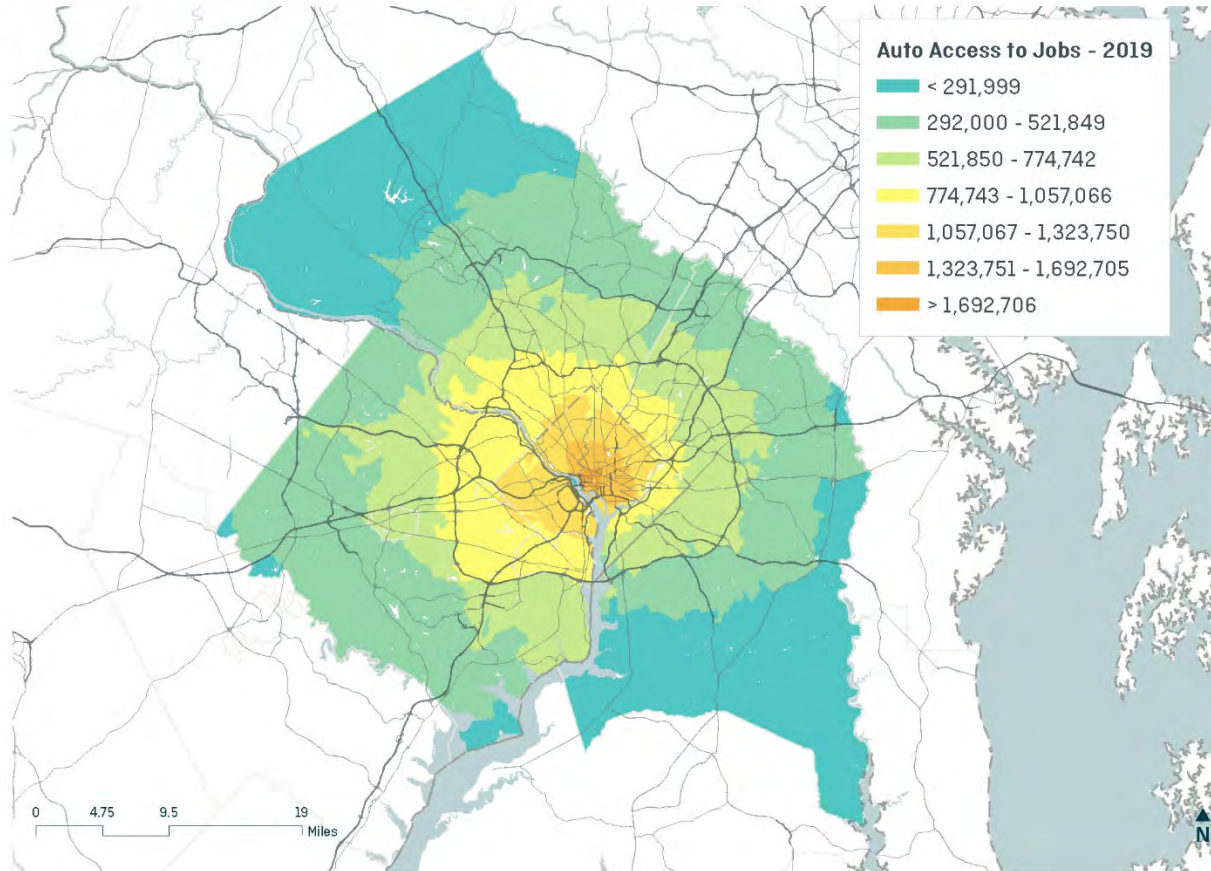 Auto Access to Jobs - 2019
< 291,999
292,000 - 521,849
521,850 - 774,742
774,743 - 1,057,066
1,057,067 - 1,323,750
1,323,751 - 1,692,705
> 1,692,706
0 4.75 9.5 19
Miles
N